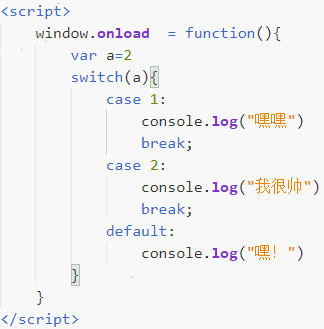 <script>
window.onload  = function(){
var a=2
switch(a){
case 1:
console.log("嘿嘿")
break;
case 2:
console.log("我很帅")
break;
default:
console.log("嘿！")
}
}
</script>